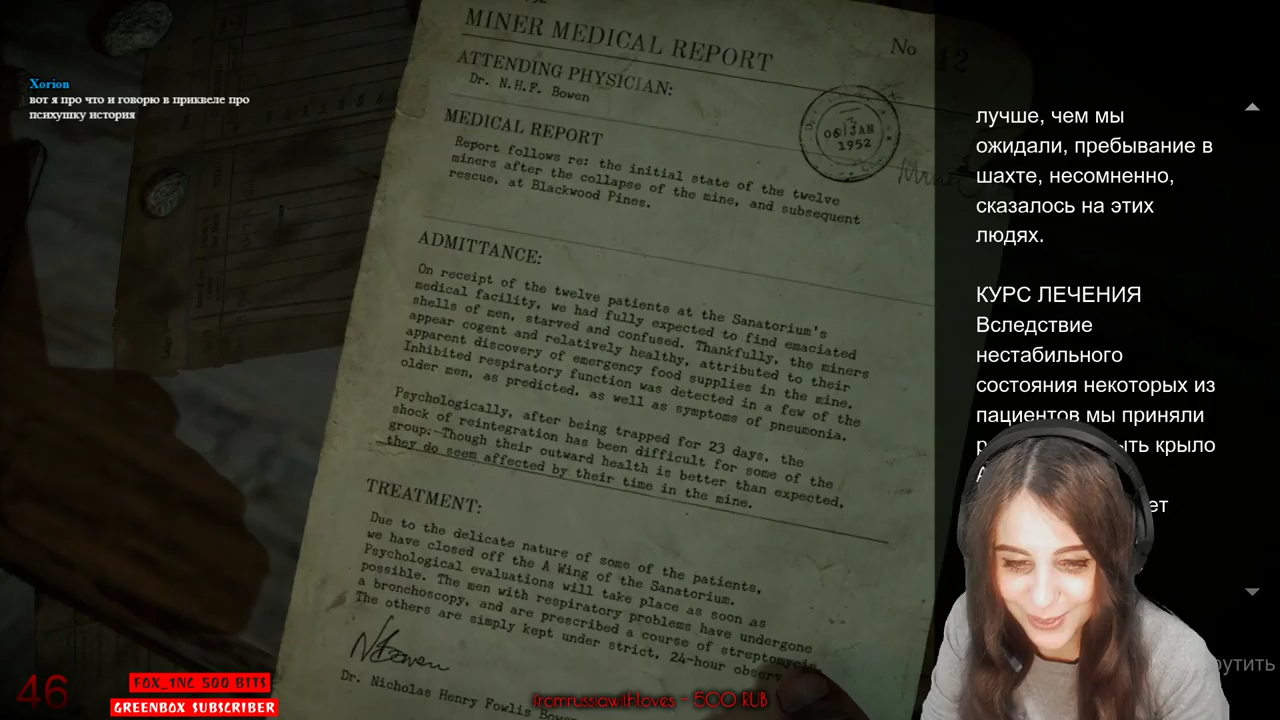 Xorion
вот я про что и говорю в приквеле про
психушку история
MINER MEDICAL REPORT
No 12
ATTENDING PHYSICIAN:
Dr. N.H.F. Bowen
06 JAN
1952
MEDICAL REPORT
Report follows re: the initial state of the twelve
miners after the collapse of the mine, and subsequent
rescue, at Blackwood Pines.
ADMITTANCE:
On receipt of the twelve patients at the Sanatorium's
medical facility, we had fully expected to find emaciated
shells of men, starved and confused. Thankfully, the miners
appear cogent and relatively healthy, attributed to their
apparent discovery of emergency food supplies in the mine.
Inhibited respiratory function was detected in a few of the
older men, as predicted, as well as symptoms of pneumonia.
Psychologically, after being trapped for 23 days, the
shock of reintegration has been difficult for some of the
group. Though their outward health is better than expected,
they do seem affected by their time in the mine.
TREATMENT:
Due to the delicate nature of some of the patients,
we have closed off the A Wing of the Sanatorium.
Psychological evaluations will take place as soon as
possible. The men with respiratory problems have undergone
a bronchoscopy, and are prescribed a course of streptomycin.
The others are simply kept under strict, 24-hour
Dr. Nicholas Henry Fowlis
лучше, чем мы
ожидали, пребывание в
шахте, несомненно,
сказалось на этих
людях.
КУРС ЛЕЧЕНИЯ
Вследствие
нестабильного
состояния некоторых из
пациентов мы приняли
крыло
46
FOX_1NC 500 BITS
GREENBOX SUBSCRIBER
fromrussiawithloves - 500 RUB